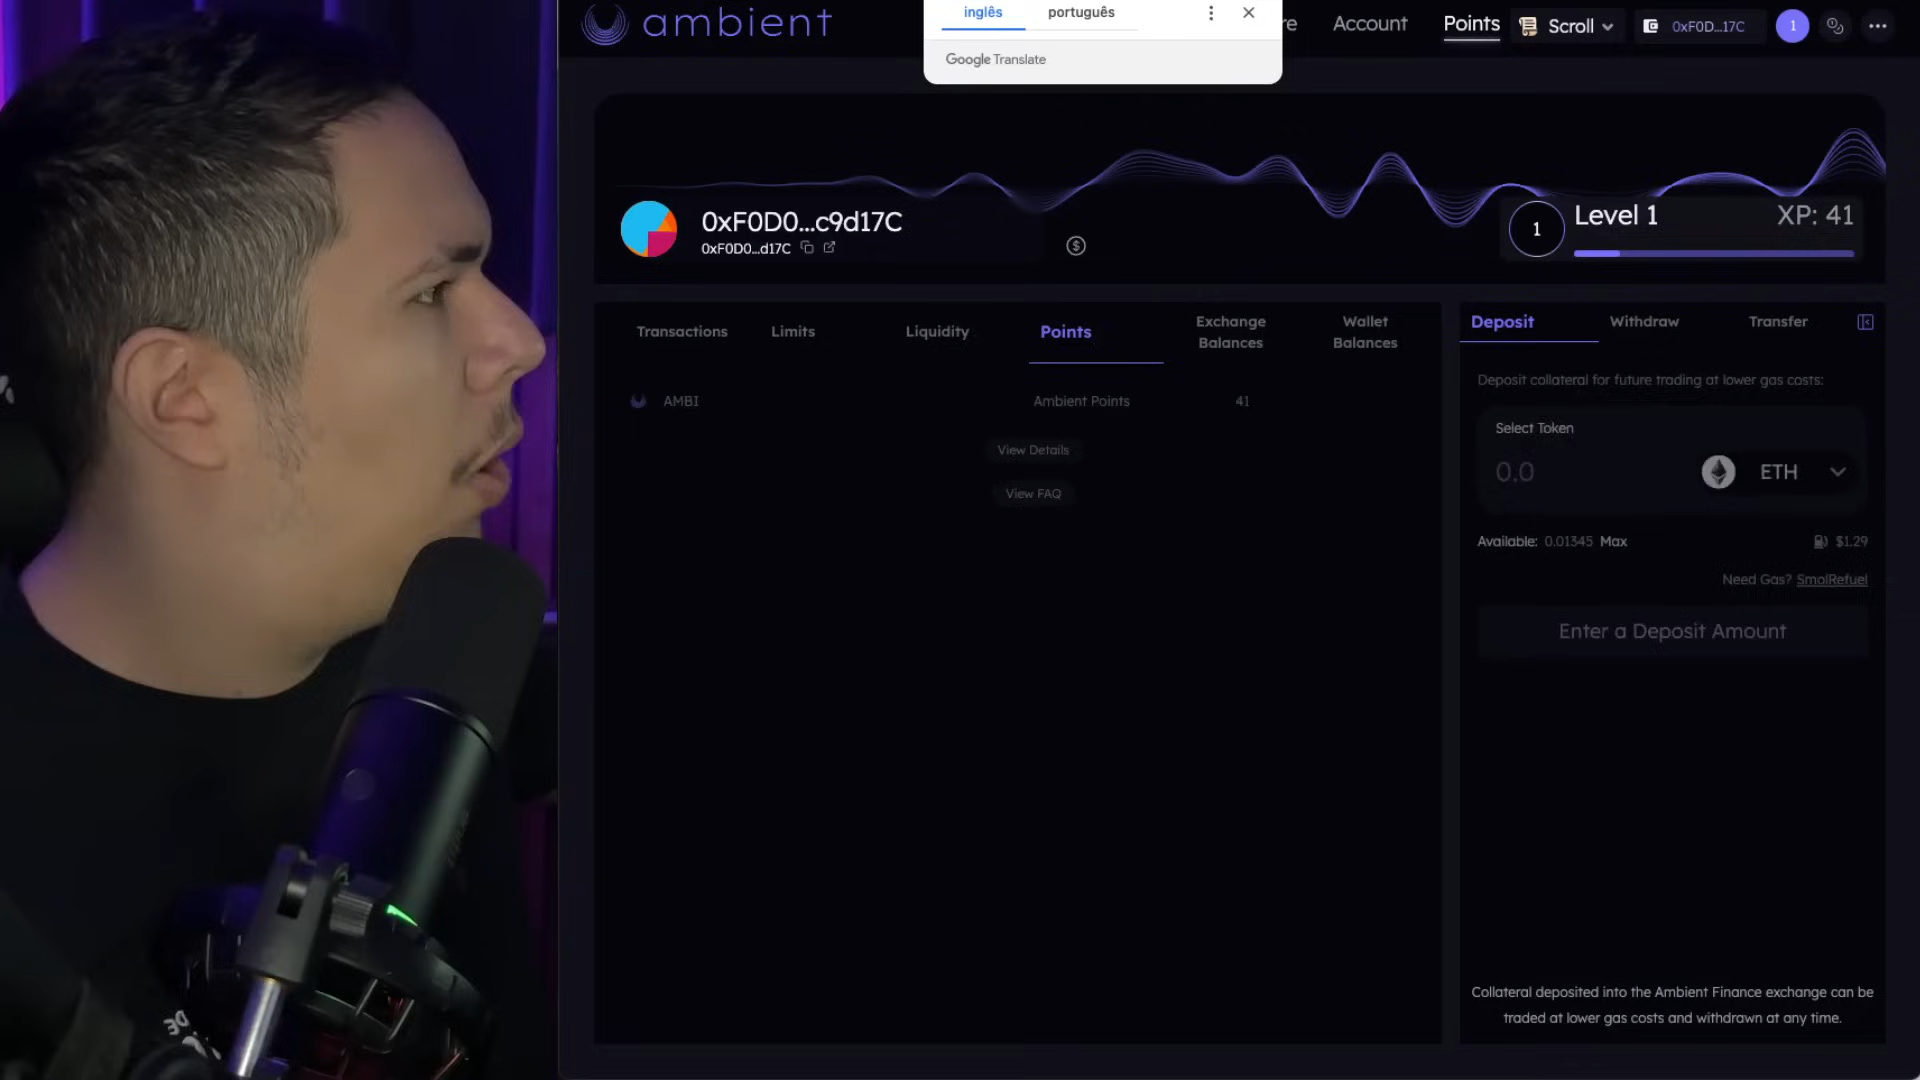 ambient
inglês português
Google Translate
re Account Points Scroll 0xF0D...17C 1
0xF0D0...c9d17C
0xF0D0...d17C
1 Level 1 XP: 41
Transactions Limits Liquidity Points Exchange Balances Wallet Balances
AMBI Ambient Points 41
View Details
View FAQ
Deposit Withdraw Transfer
Deposit collateral for future trading at lower gas costs:
Select Token
0.0 ETH
Available: 0.01345 Max $1.29
Need Gas? SmolRefuel
Enter a Deposit Amount
Collateral deposited into the Ambient Finance exchange can be
traded at lower gas costs and withdrawn at any time.